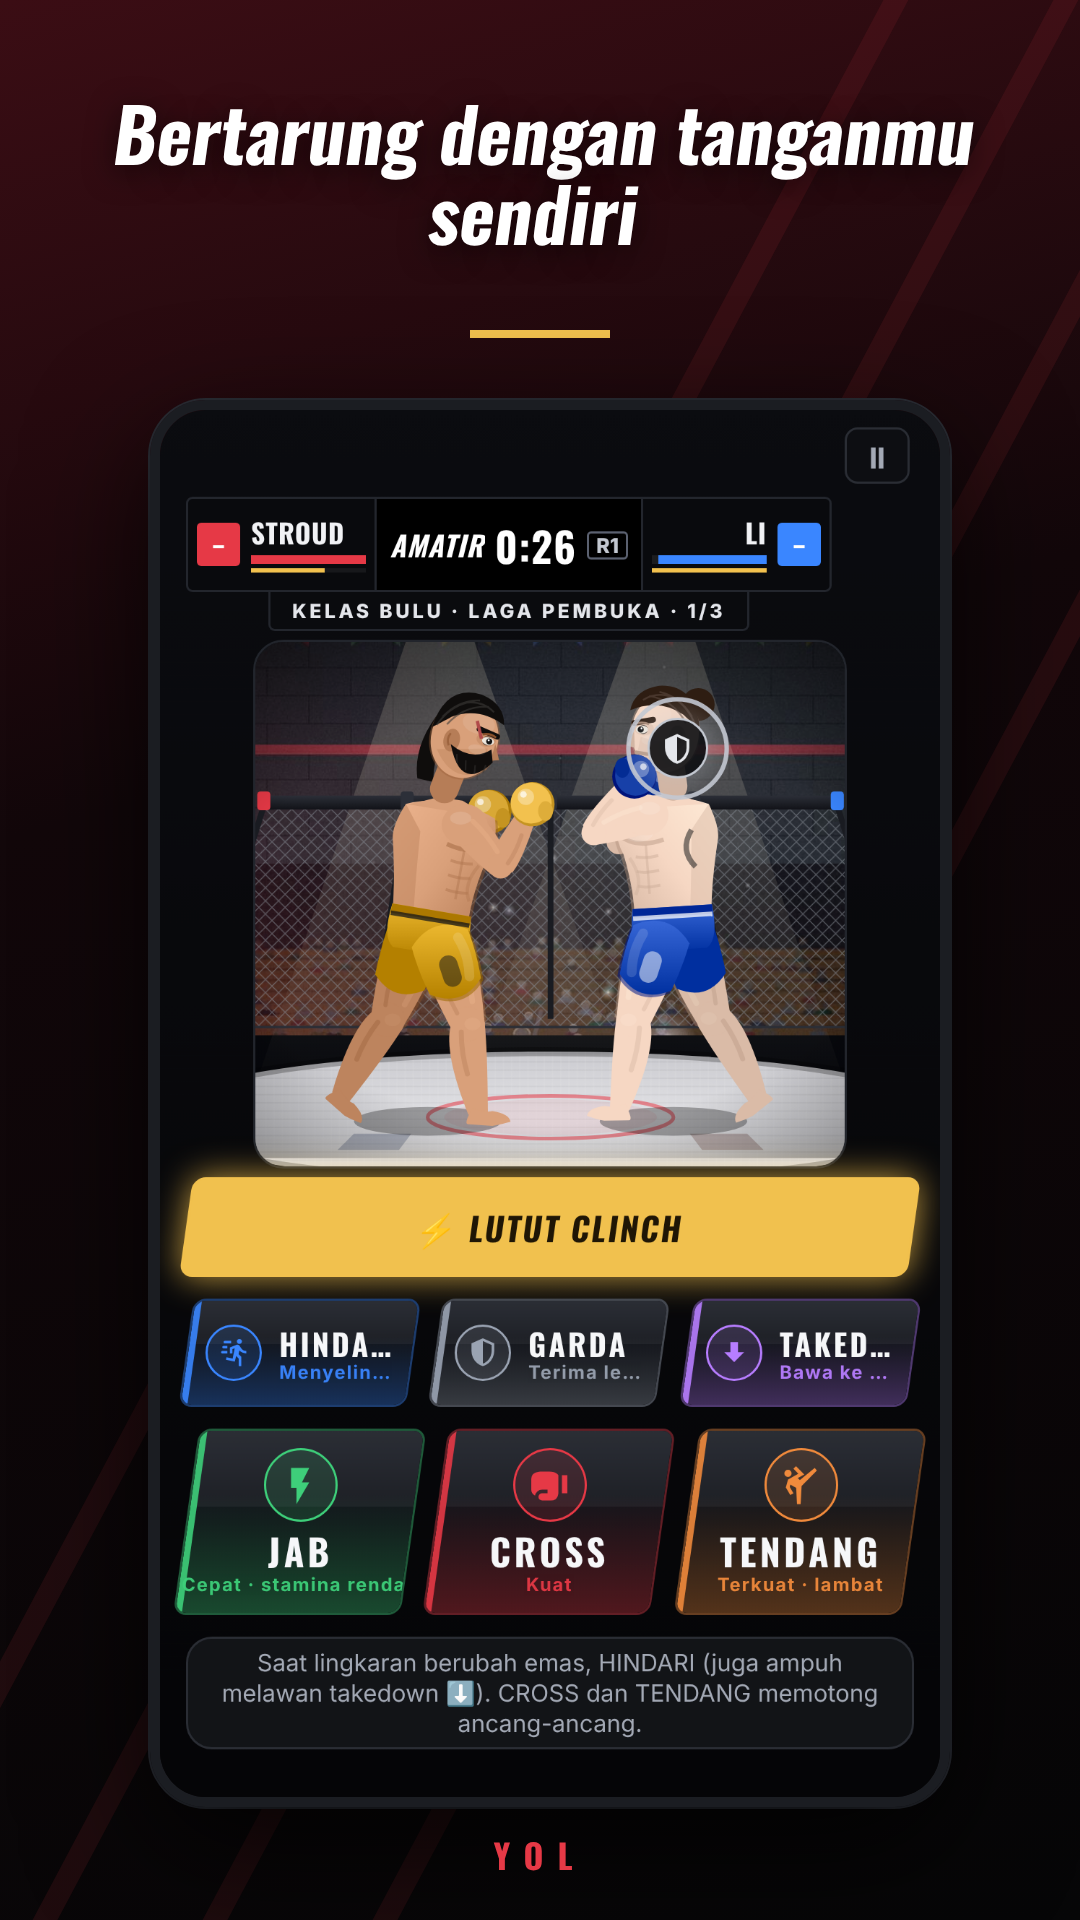 Bertarung dengan tanganmu
sendiri
STROUD
AMATIR 0:26 R1
LI
KELAS BULU · LAGA PEMBUKA · 1/3
⚡ LUTUT CLINCH
HINDA...
Menyelin...
GARDA
Terima le...
TAKED...
Bawa ke ...
JAB
Cepat · stamina renda
CROSS
Kuat
TENDANG
Terkuat · lambat
Saat lingkaran berubah emas, HINDARI (juga ampuh
melawan takedown ⬇️). CROSS dan TENDANG memotong
ancang-ancang.
YOL